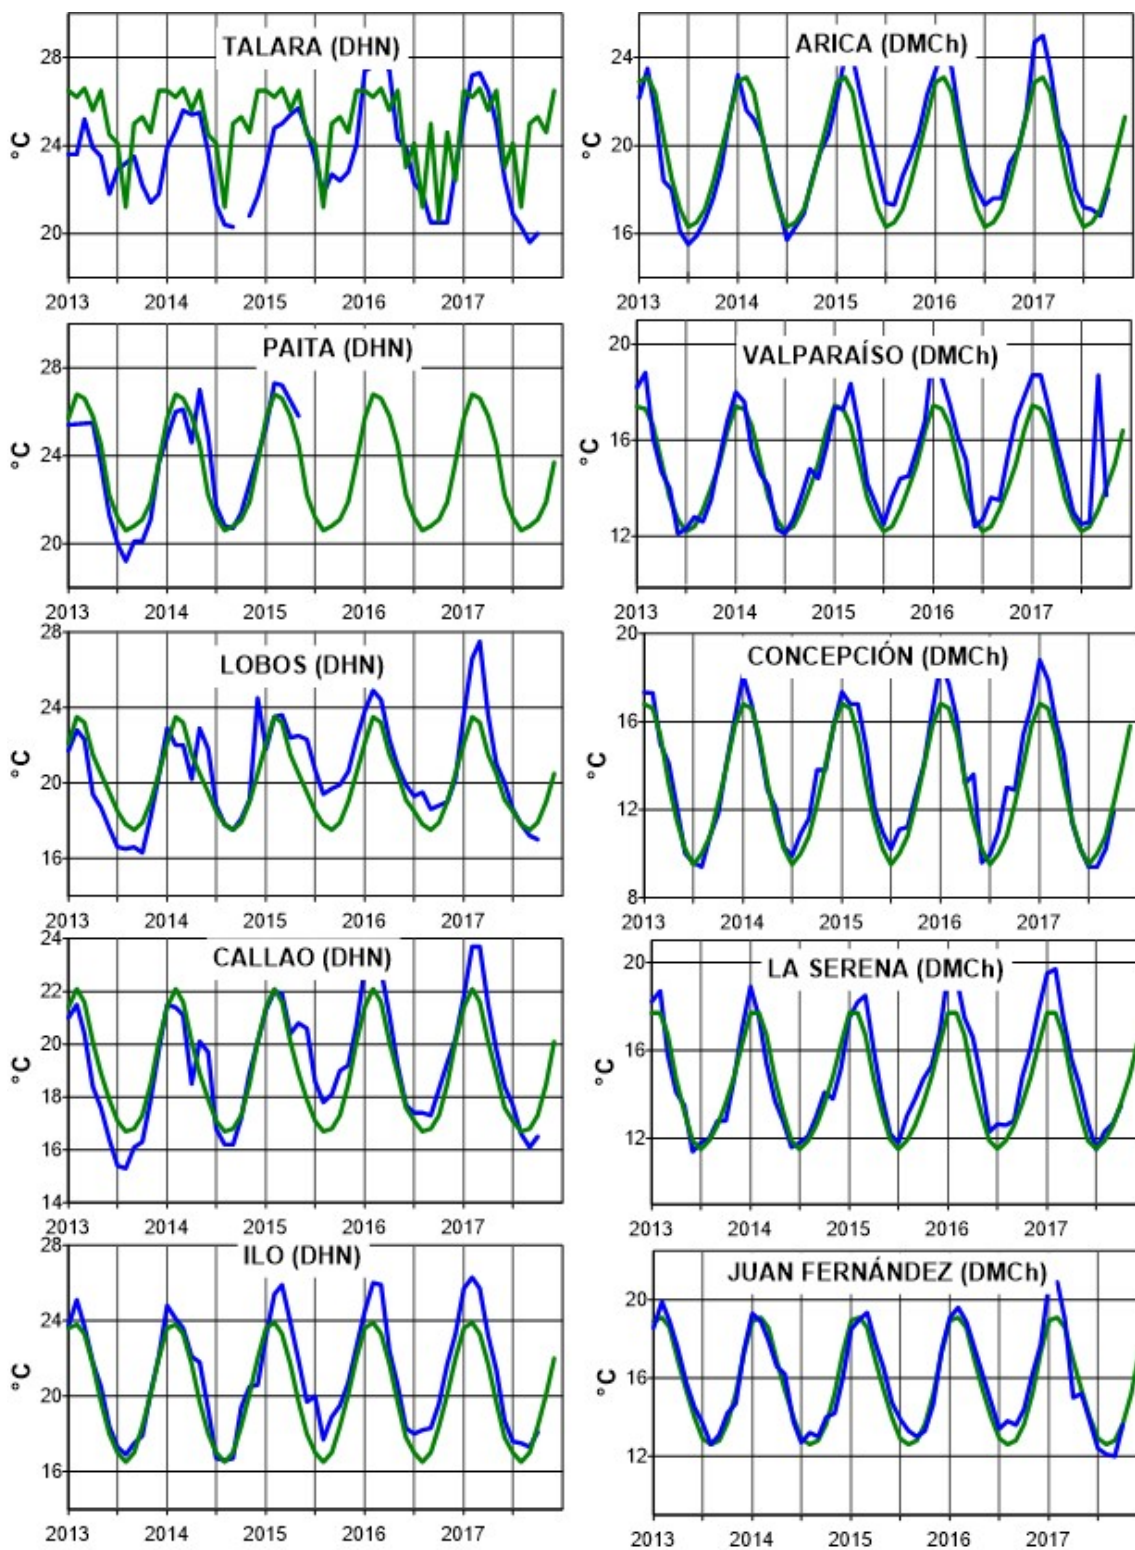 TALARA (DHN)
28
24
20
°C
2013 2014 2015 2016 2017
ARICA (DMCh)
24
20
16
°C
2013 2014 2015 2016 2017
PAITA (DHN)
28
24
20
°C
2013 2014 2015 2016 2017
VALPARAÍSO (DMCh)
20
16
12
°C
2013 2014 2015 2016 2017
LOBOS (DHN)
28
24
20
16
°C
2013 2014 2015 2016 2017
CONCEPCIÓN (DMCh)
20
16
12
8
°C
2013 2014 2015 2016 2017
CALLAO (DHN)
24
22
20
18
16
14
°C
2013 2014 2015 2016 2017
LA SERENA (DMCh)
20
16
12
°C
2013 2014 2015 2016 2017
ILO (DHN)
28
24
20
16
°C
2013 2014 2015 2016 2017
JUAN FERNÁNDEZ (DMCh)
20
16
12
°C
2013 2014 2015 2016 2017